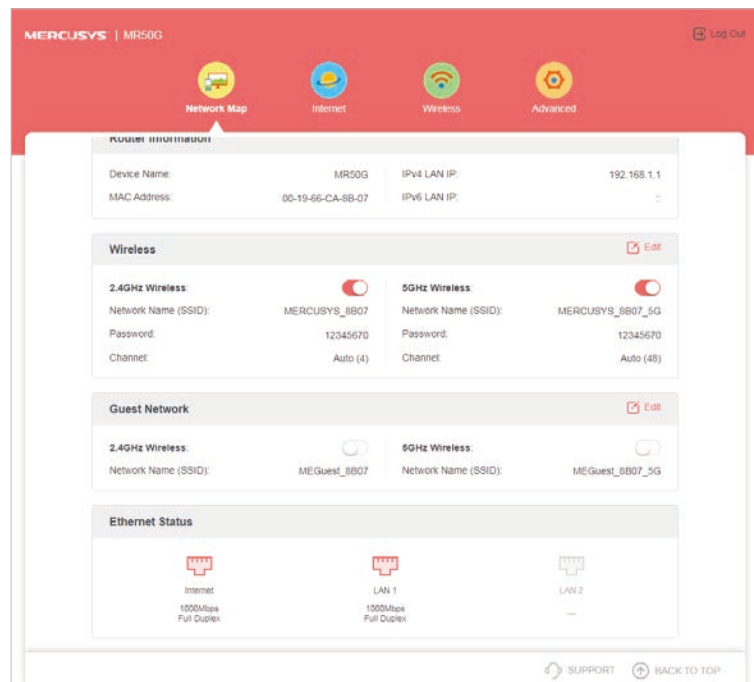 MERCUSYS | MR50G
Log Out
Network Map Internet Wireless Advanced
Router Information
Device Name: MR50G IPv4 LAN IP: 192.168.1.1
MAC Address: 00-19-66-CA-8B-07 IPv6 LAN IP: ::
Wireless Edit
2.4GHz Wireless: 5GHz Wireless:
Network Name (SSID): MERCUSYS_8B07 Network Name (SSID): MERCUSYS_8B07_5G
Password: 12345670 Password: 12345670
Channel: Auto (4) Channel: Auto (48)
Guest Network Edit
2.4GHz Wireless: 5GHz Wireless:
Network Name (SSID): MEGuest_8B07 Network Name (SSID): MEGuest_8B07_5G
Ethernet Status
Internet LAN 1 LAN 2
1000Mbps 1000Mbps ---
Full Duplex Full Duplex
SUPPORT BACK TO TOP